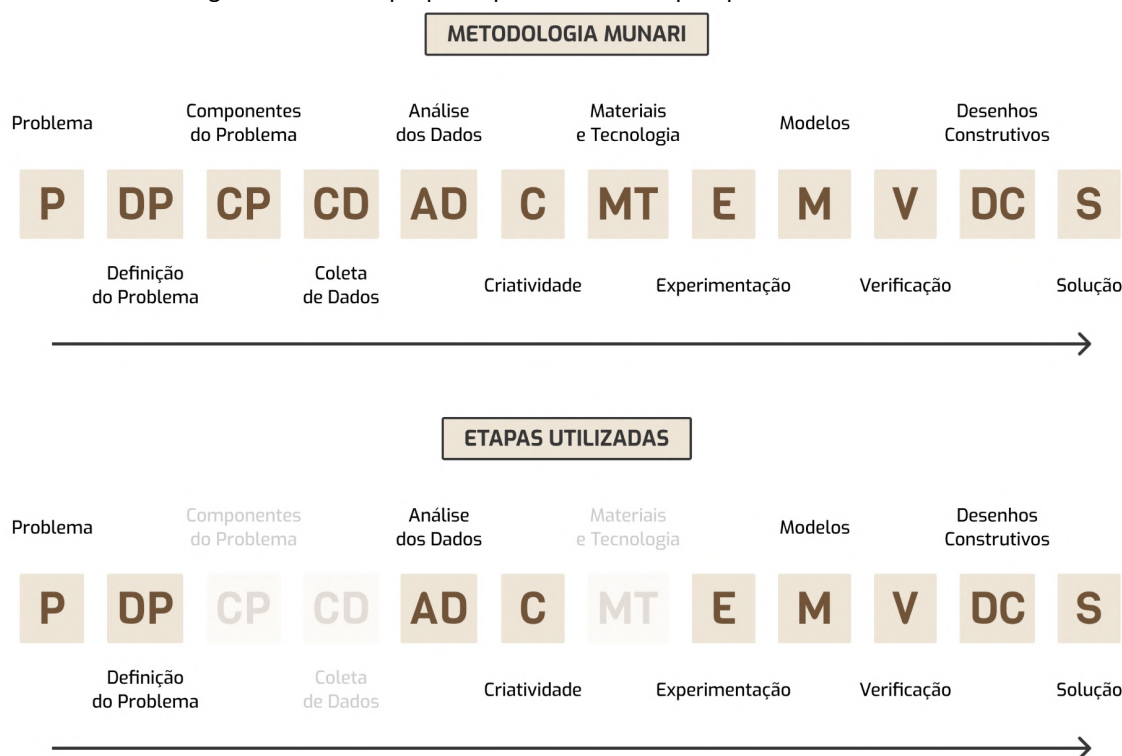 METODOLOGIA MUNARI
Problema
Componentes
do Problema
Análise
dos Dados
Materiais
e Tecnologia
Modelos
Desenhos
Construtivos
P DP CP CD AD C MT E M V DC S
Definição
do Problema
Coleta
de Dados
Criatividade
Experimentação
Verificação
Solução
ETAPAS UTILIZADAS
Problema
Componentes
do Problema
Análise
dos Dados
Materiais
e Tecnologia
Modelos
Desenhos
Construtivos
P DP CP CD AD C MT E M V DC S
Definição
do Problema
Coleta
de Dados
Criatividade
Experimentação
Verificação
Solução